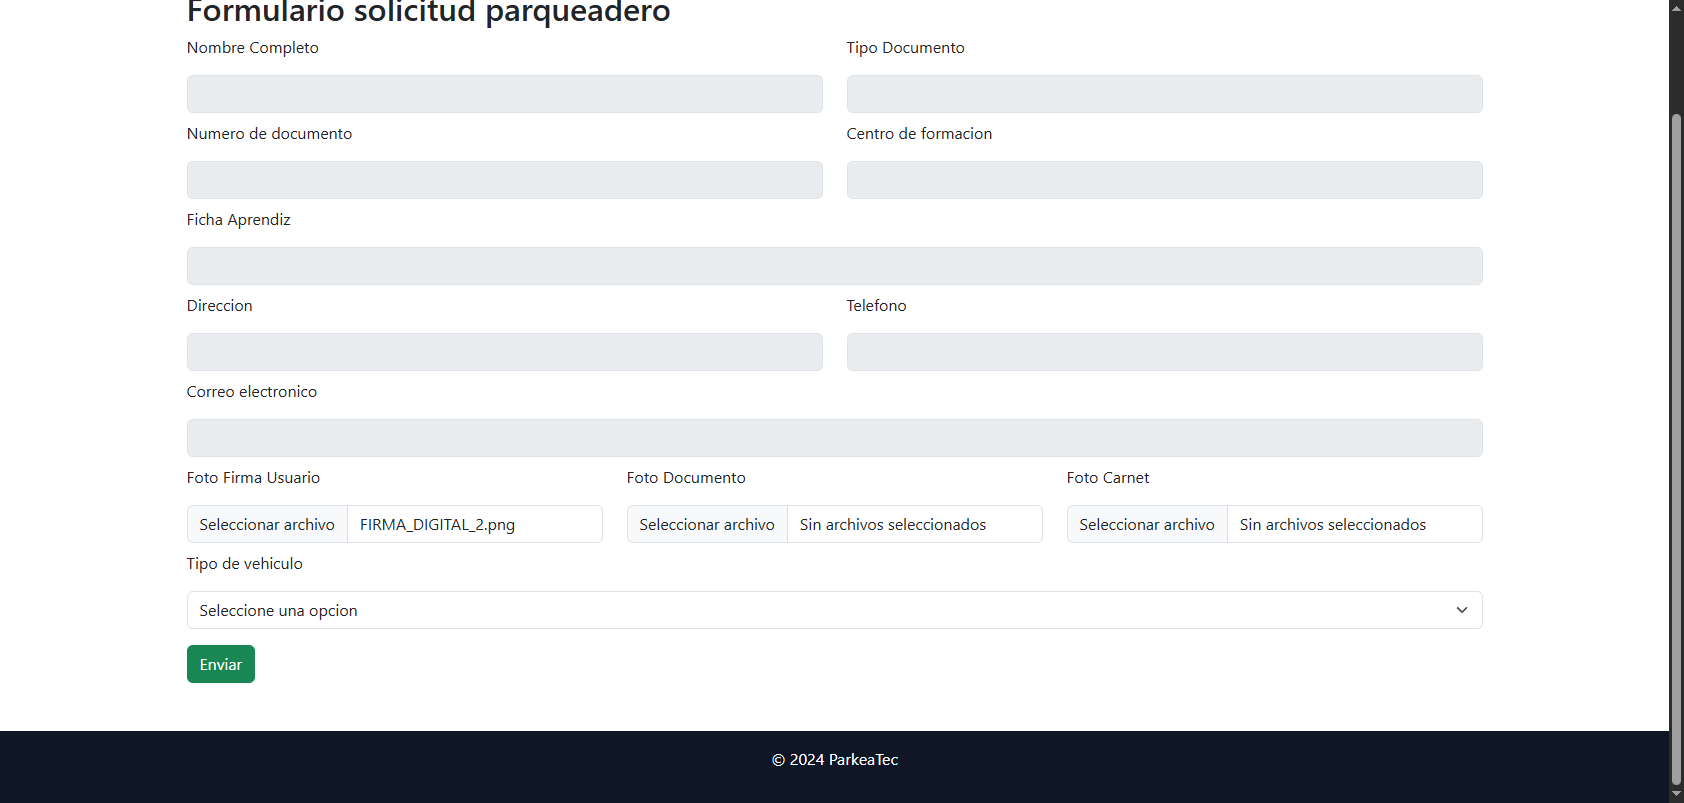 Formulario solicitud parqueadero
Nombre Completo
Tipo Documento
Numero de documento
Centro de formacion
Ficha Aprendiz
Direccion
Telefono
Correo electronico
Foto Firma Usuario
Foto Documento
Foto Carnet
Seleccionar archivo FIRMA_DIGITAL_2.png
Seleccionar archivo Sin archivos seleccionados
Seleccionar archivo Sin archivos seleccionados
Tipo de vehiculo
Seleccione una opcion
Enviar
© 2024 ParkeaTec